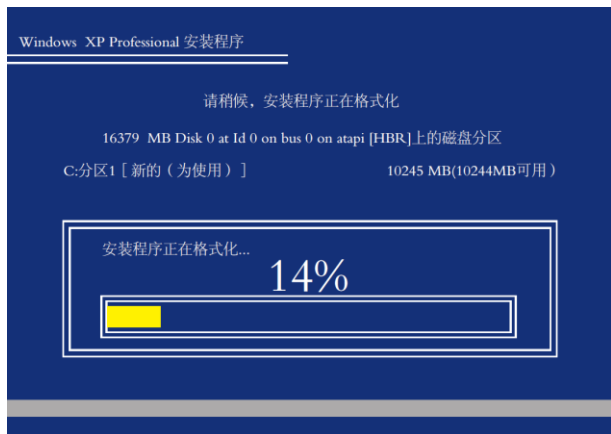 Windows XP Professional 安装程序
请稍候，安装程序正在格式化
16379 MB Disk 0 at Id 0 on bus 0 on atapi [HBR]上的磁盘分区
C:分区1［新的（为使用）］ 10245 MB(10244MB可用）
安装程序正在格式化...
14%